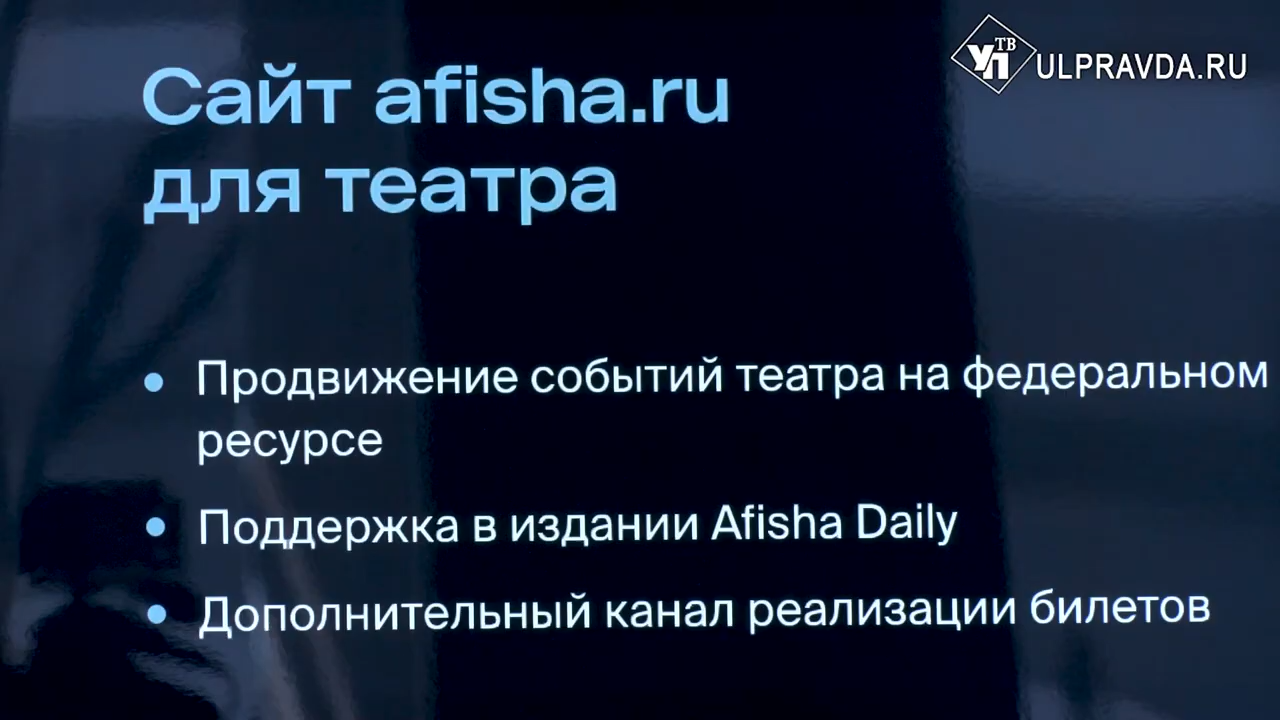 УП ТВ ULPRAVDA.RU
Сайт afisha.ru
для театра
• Продвижение событий театра на федеральном
ресурсе
• Поддержка в издании Afisha Daily
• Дополнительный канал реализации билетов